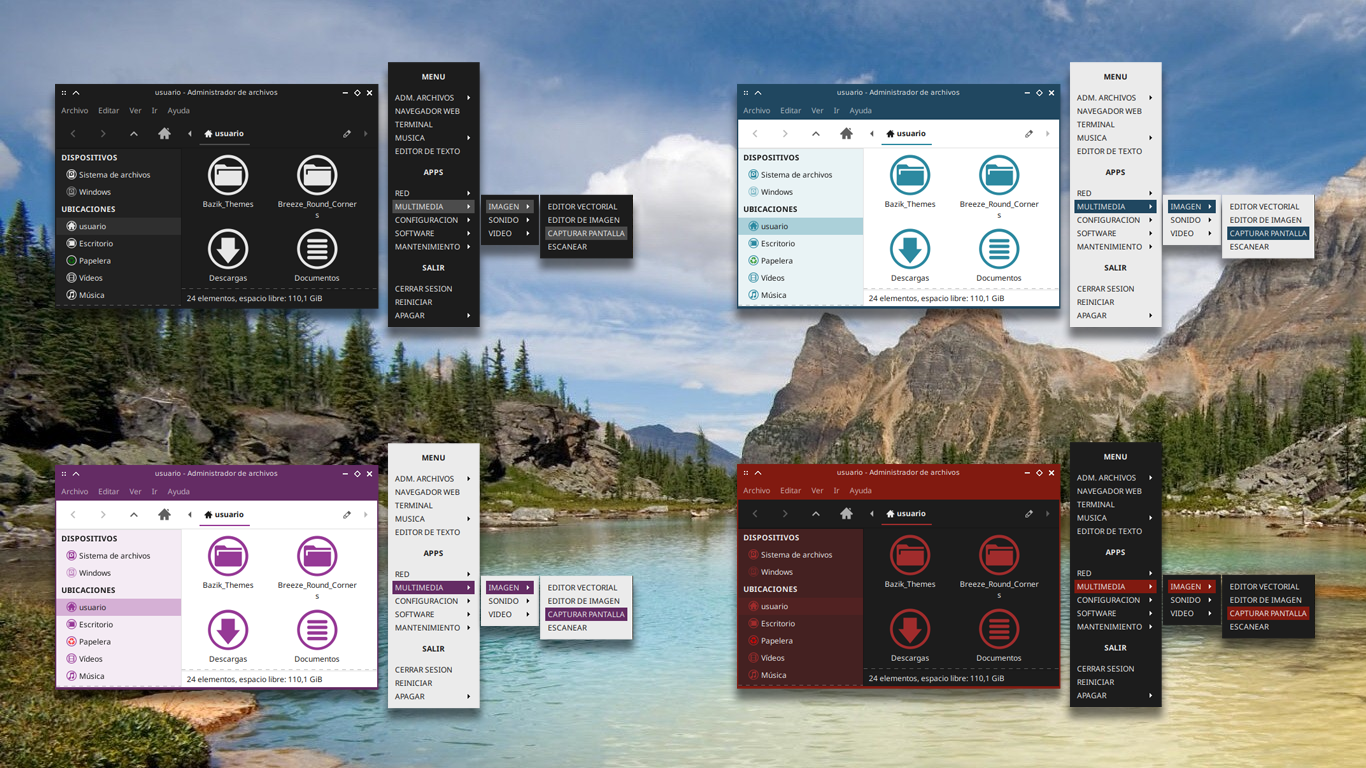 usuario - Administrador de archivos
Archivo Editar Ver Ir Ayuda
usuario
DISPOSITIVOS
Sistema de archivos
Windows
UBICACIONES
usuario
Escritorio
Papelera
Vídeos
Música
Bazik_Themes
Breeze_Round_Corner
s
Descargas
Documentos
24 elementos, espacio libre: 110,1 GiB
MENU
ADM. ARCHIVOS
NAVEGADOR WEB
TERMINAL
MUSICA
EDITOR DE TEXTO
APPS
RED
MULTIMEDIA
CONFIGURACION
SOFTWARE
MANTENIMIENTO
SALIR
CERRAR SESION
REINICIAR
APAGAR
IMAGEN
SONIDO
VIDEO
EDITOR VECTORIAL
EDITOR DE IMAGEN
CAPTURAR PANTALLA
ESCANEAR
usuario - Administrador de archivos
Archivo Editar Ver Ir Ayuda
usuario
DISPOSITIVOS
Sistema de archivos
Windows
UBICACIONES
usuario
Escritorio
Papelera
Vídeos
Música
Bazik_Themes
Breeze_Round_Corner
s
Descargas
Documentos
24 elementos, espacio libre: 110,1 GiB
MENU
ADM. ARCHIVOS
NAVEGADOR WEB
TERMINAL
MUSICA
EDITOR DE TEXTO
APPS
RED
MULTIMEDIA
CONFIGURACION
SOFTWARE
MANTENIMIENTO
SALIR
CERRAR SESION
REINICIAR
APAGAR
IMAGEN
SONIDO
VIDEO
EDITOR VECTORIAL
EDITOR DE IMAGEN
CAPTURAR PANTALLA
ESCANEAR
usuario - Administrador de archivos
Archivo Editar Ver Ir Ayuda
usuario
DISPOSITIVOS
Sistema de archivos
Windows
UBICACIONES
usuario
Escritorio
Papelera
Vídeos
Música
Bazik_Themes
Breeze_Round_Corner
s
Descargas
Documentos
24 elementos, espacio libre: 110,1 GiB
MENU
ADM. ARCHIVOS
NAVEGADOR WEB
TERMINAL
MUSICA
EDITOR DE TEXTO
APPS
RED
MULTIMEDIA
CONFIGURACION
SOFTWARE
MANTENIMIENTO
SALIR
CERRAR SESION
REINICIAR
APAGAR
IMAGEN
SONIDO
VIDEO
EDITOR VECTORIAL
EDITOR DE IMAGEN
CAPTURAR PANTALLA
ESCANEAR
usuario - Administrador de archivos
Archivo Editar Ver Ir Ayuda
usuario
DISPOSITIVOS
Sistema de archivos
Windows
UBICACIONES
usuario
Escritorio
Papelera
Vídeos
Música
Bazik_Themes
Breeze_Round_Corner
s
Descargas
Documentos
24 elementos, espacio libre: 110,1 GiB
MENU
ADM. ARCHIVOS
NAVEGADOR WEB
TERMINAL
MUSICA
EDITOR DE TEXTO
APPS
RED
MULTIMEDIA
CONFIGURACION
SOFTWARE
MANTENIMIENTO
SALIR
CERRAR SESION
REINICIAR
APAGAR
IMAGEN
SONIDO
VIDEO
EDITOR VECTORIAL
EDITOR DE IMAGEN
CAPTURAR PANTALLA
ESCANEAR